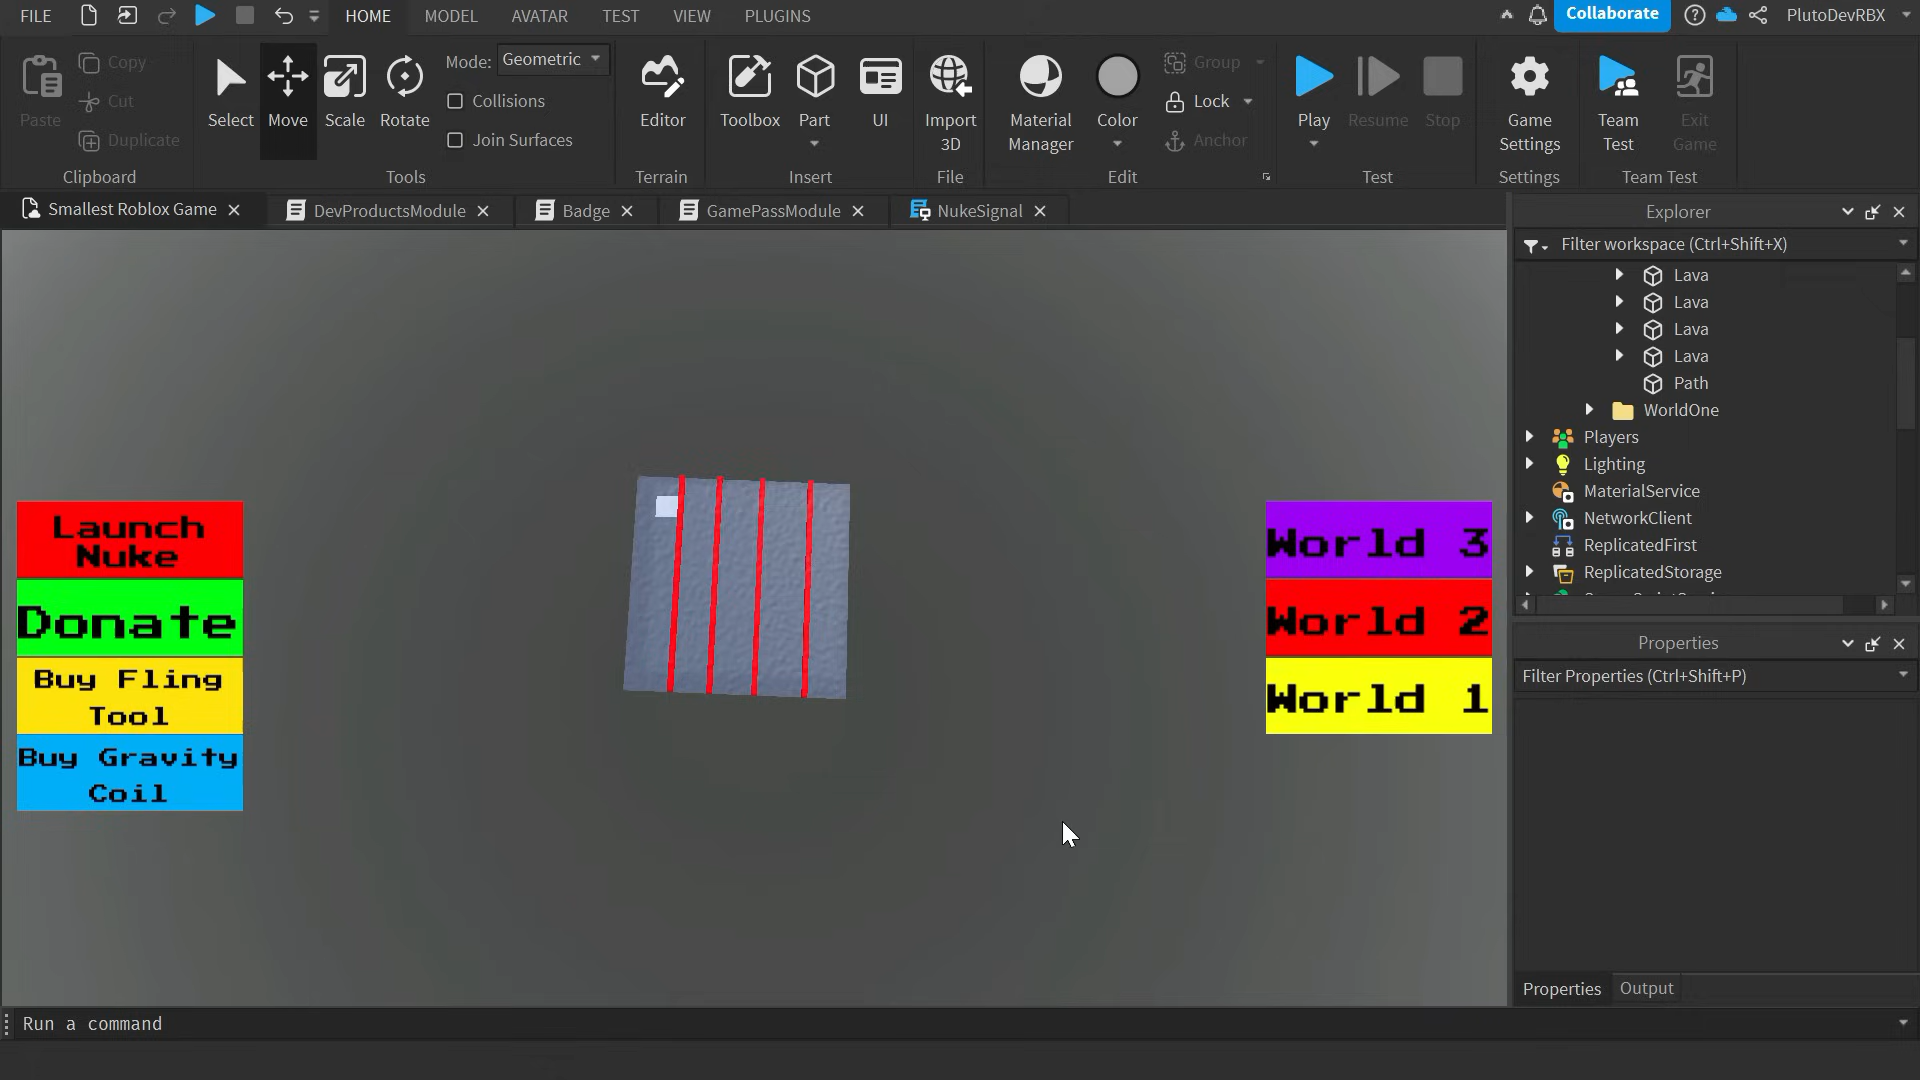 FILE
HOME
MODEL
AVATAR
TEST
VIEW
PLUGINS
Collaborate
PlutoDevRBX
Paste
Copy
Cut
Duplicate
Clipboard
Select
Move
Scale
Rotate
Mode: Geometric
Collisions
Join Surfaces
Tools
Editor
Terrain
Toolbox
Part
UI
Insert
Import
3D
File
Material
Manager
Color
Group
Lock
Anchor
Edit
Play
Resume
Stop
Test
Game
Settings
Settings
Team
Test
Exit
Game
Team Test
Smallest Roblox Game
DevProductsModule
Badge
GamePassModule
NukeSignal
Launch
Nuke
Donate
Buy Fling
Tool
Buy Gravity
Coil
World 3
World 2
World 1
Explorer
Filter workspace (Ctrl+Shift+X)
Lava
Lava
Lava
Lava
Path
WorldOne
Players
Lighting
MaterialService
NetworkClient
ReplicatedFirst
ReplicatedStorage
Properties
Filter Properties (Ctrl+Shift+P)
Properties
Output
Run a command